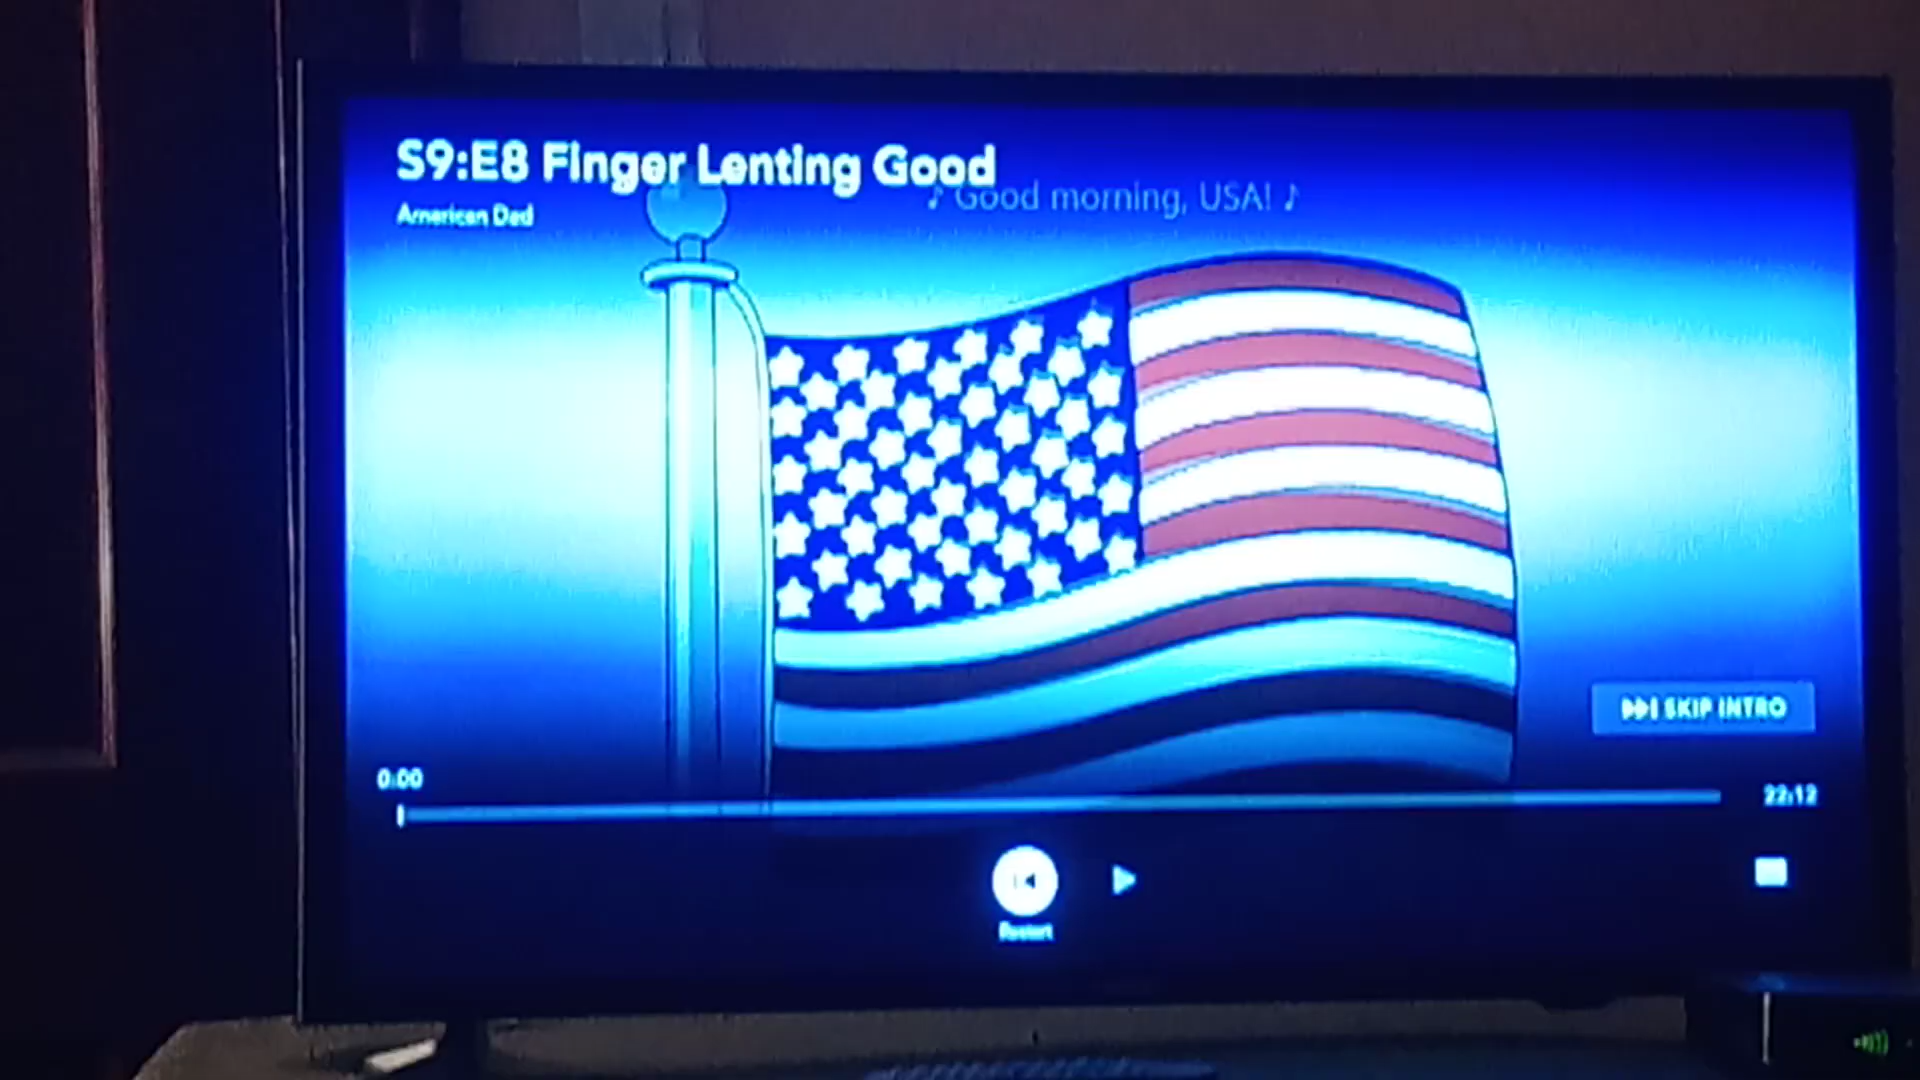 S9:E8 Finger Lenting Good
♪ Good morning, USA! ♪
American Dad
SKIP INTRO
0:00
22:12
Restart